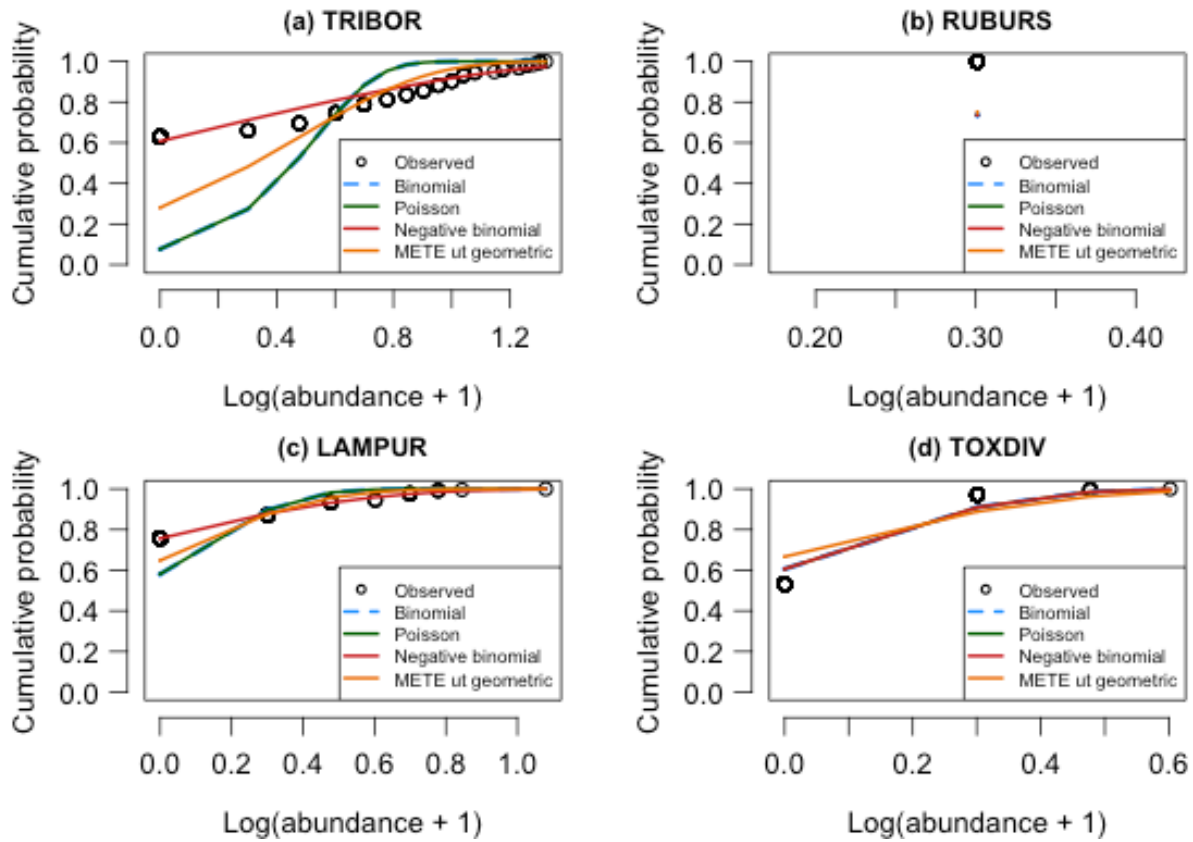 (a) TRIBOR
Cumulative probability
1.0
0.8
0.6
0.4
0.2
0.0
Observed
Binomial
Poisson
Negative binomial
METE ut geometric
0.0 0.4 0.8 1.2
Log(abundance + 1)
(b) RUBURS
Cumulative probability
1.0
0.8
0.6
0.4
0.2
0.0
Observed
Binomial
Poisson
Negative binomial
METE ut geometric
0.20 0.30 0.40
Log(abundance + 1)
(c) LAMPUR
Cumulative probability
1.0
0.8
0.6
0.4
0.2
0.0
Observed
Binomial
Poisson
Negative binomial
METE ut geometric
0.0 0.2 0.4 0.6 0.8 1.0
Log(abundance + 1)
(d) TOXDIV
Cumulative probability
1.0
0.8
0.6
0.4
0.2
0.0
Observed
Binomial
Poisson
Negative binomial
METE ut geometric
0.0 0.2 0.4 0.6
Log(abundance + 1)